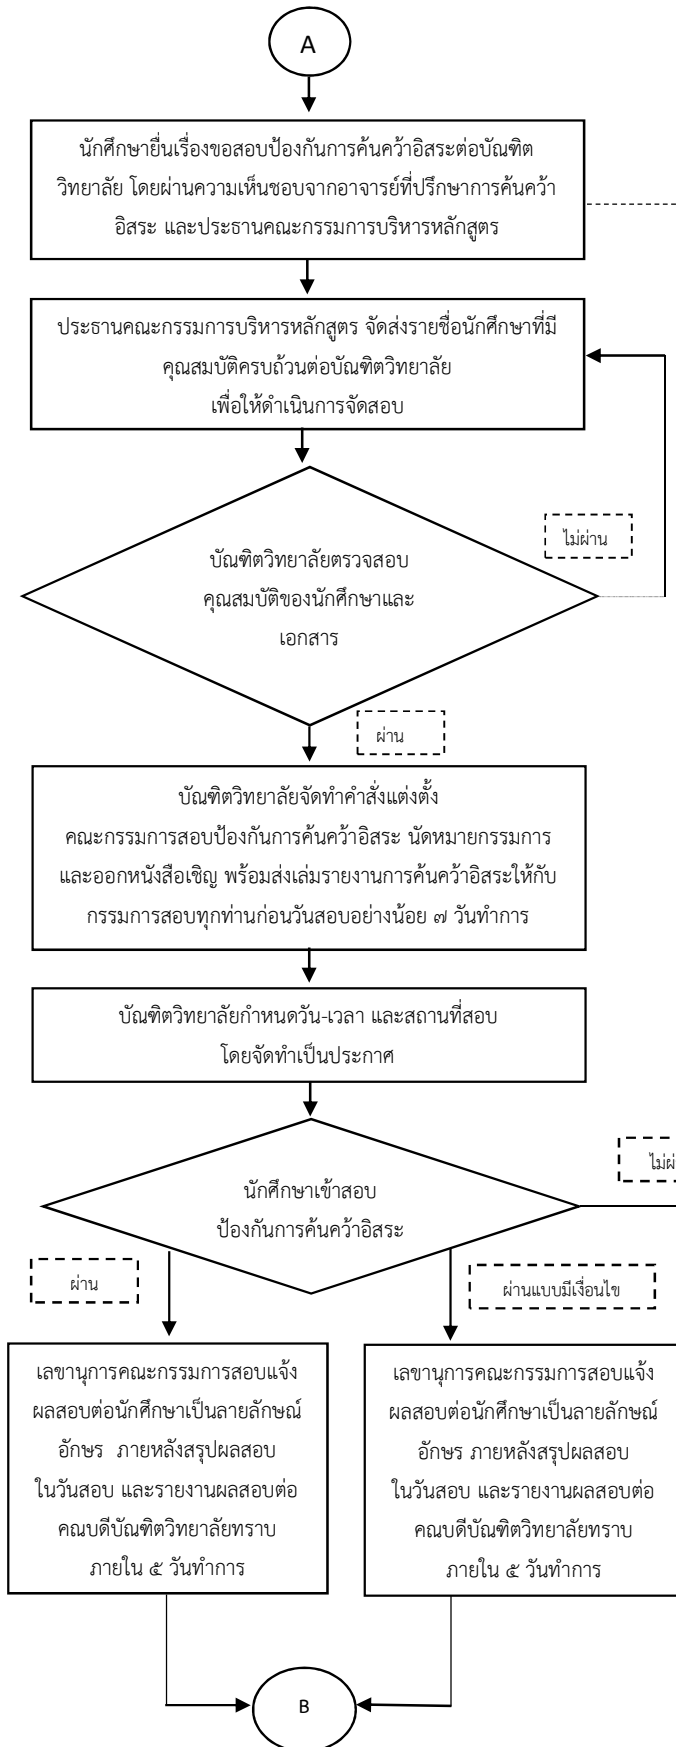 A
นักศึกษายื่นเรื่องขอสอบป้องกันการค้นคว้าอิสระต่อบัณฑิต
วิทยาลัย โดยผ่านความเห็นชอบจากอาจารย์ที่ปรึกษาการค้นคว้า
อิสระ และประธานคณะกรรมการบริหารหลักสูตร
ประธานคณะกรรมการบริหารหลักสูตร จัดส่งรายชื่อนักศึกษาที่มี
คุณสมบัติครบถ้วนต่อบัณฑิตวิทยาลัย
เพื่อให้ดำเนินการจัดสอบ
ไม่ผ่าน
บัณฑิตวิทยาลัยตรวจสอบ
คุณสมบัติของนักศึกษาและ
เอกสาร
ผ่าน
บัณฑิตวิทยาลัยจัดทำคำสั่งแต่งตั้ง
คณะกรรมการสอบป้องกันการค้นคว้าอิสระ นัดหมายกรรมการ
และออกหนังสือเชิญ พร้อมส่งเล่มรายงานการค้นคว้าอิสระให้กับ
กรรมการสอบทุกท่านก่อนวันสอบอย่างน้อย ๗ วันทำการ
บัณฑิตวิทยาลัยกำหนดวัน-เวลา และสถานที่สอบ
โดยจัดทำเป็นประกาศ
นักศึกษาเข้าสอบ
ป้องกันการค้นคว้าอิสระ
ผ่าน
ผ่านแบบมีเงื่อนไข
เลขานุการคณะกรรมการสอบแจ้ง
ผลสอบต่อนักศึกษาเป็นลายลักษณ์
อักษร ภายหลังสรุปผลสอบ
ในวันสอบ และรายงานผลสอบต่อ
คณบดีบัณฑิตวิทยาลัยทราบ
ภายใน ๕ วันทำการ
เลขานุการคณะกรรมการสอบแจ้ง
ผลสอบต่อนักศึกษาเป็นลายลักษณ์
อักษร ภายหลังสรุปผลสอบ
ในวันสอบ และรายงานผลสอบต่อ
คณบดีบัณฑิตวิทยาลัยทราบ
ภายใน ๕ วันทำการ
B